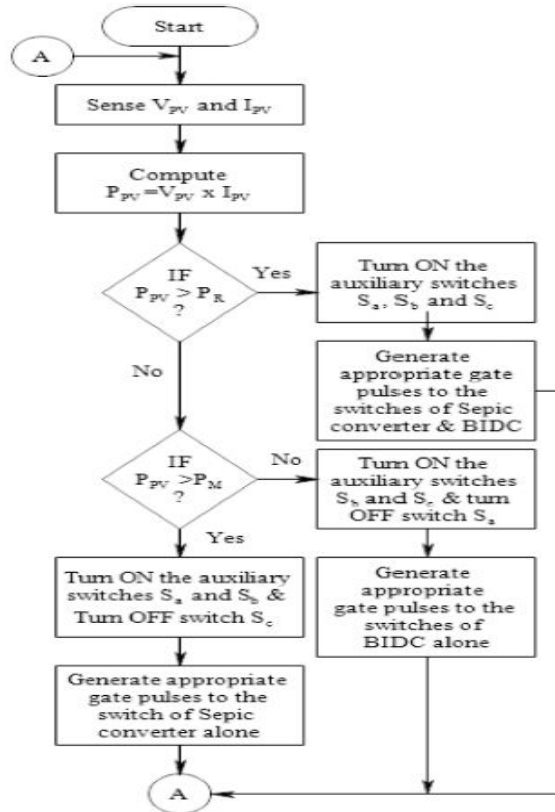 Start
A
Sense V_PV and I_PV
Compute
P_PV=V_PV x I_PV
IF
P_PV > P_R
?
Yes
Turn ON the
auxiliary switches
S_a, S_b and S_c
Generate
appropriate gate
pulses to the
switches of Sepic
converter & BIDC
No
IF
P_PV >P_M
?
No
Turn ON the
auxiliary switches
S_b and S_c & turn
OFF switch S_a
Generate
appropriate
gate pulses to the
switches of
BIDC alone
Yes
Turn ON the auxiliary
switches S_a and S_b &
Turn OFF switch S_c
Generate appropriate
gate pulses to the
switch of Sepic
converter alone
A